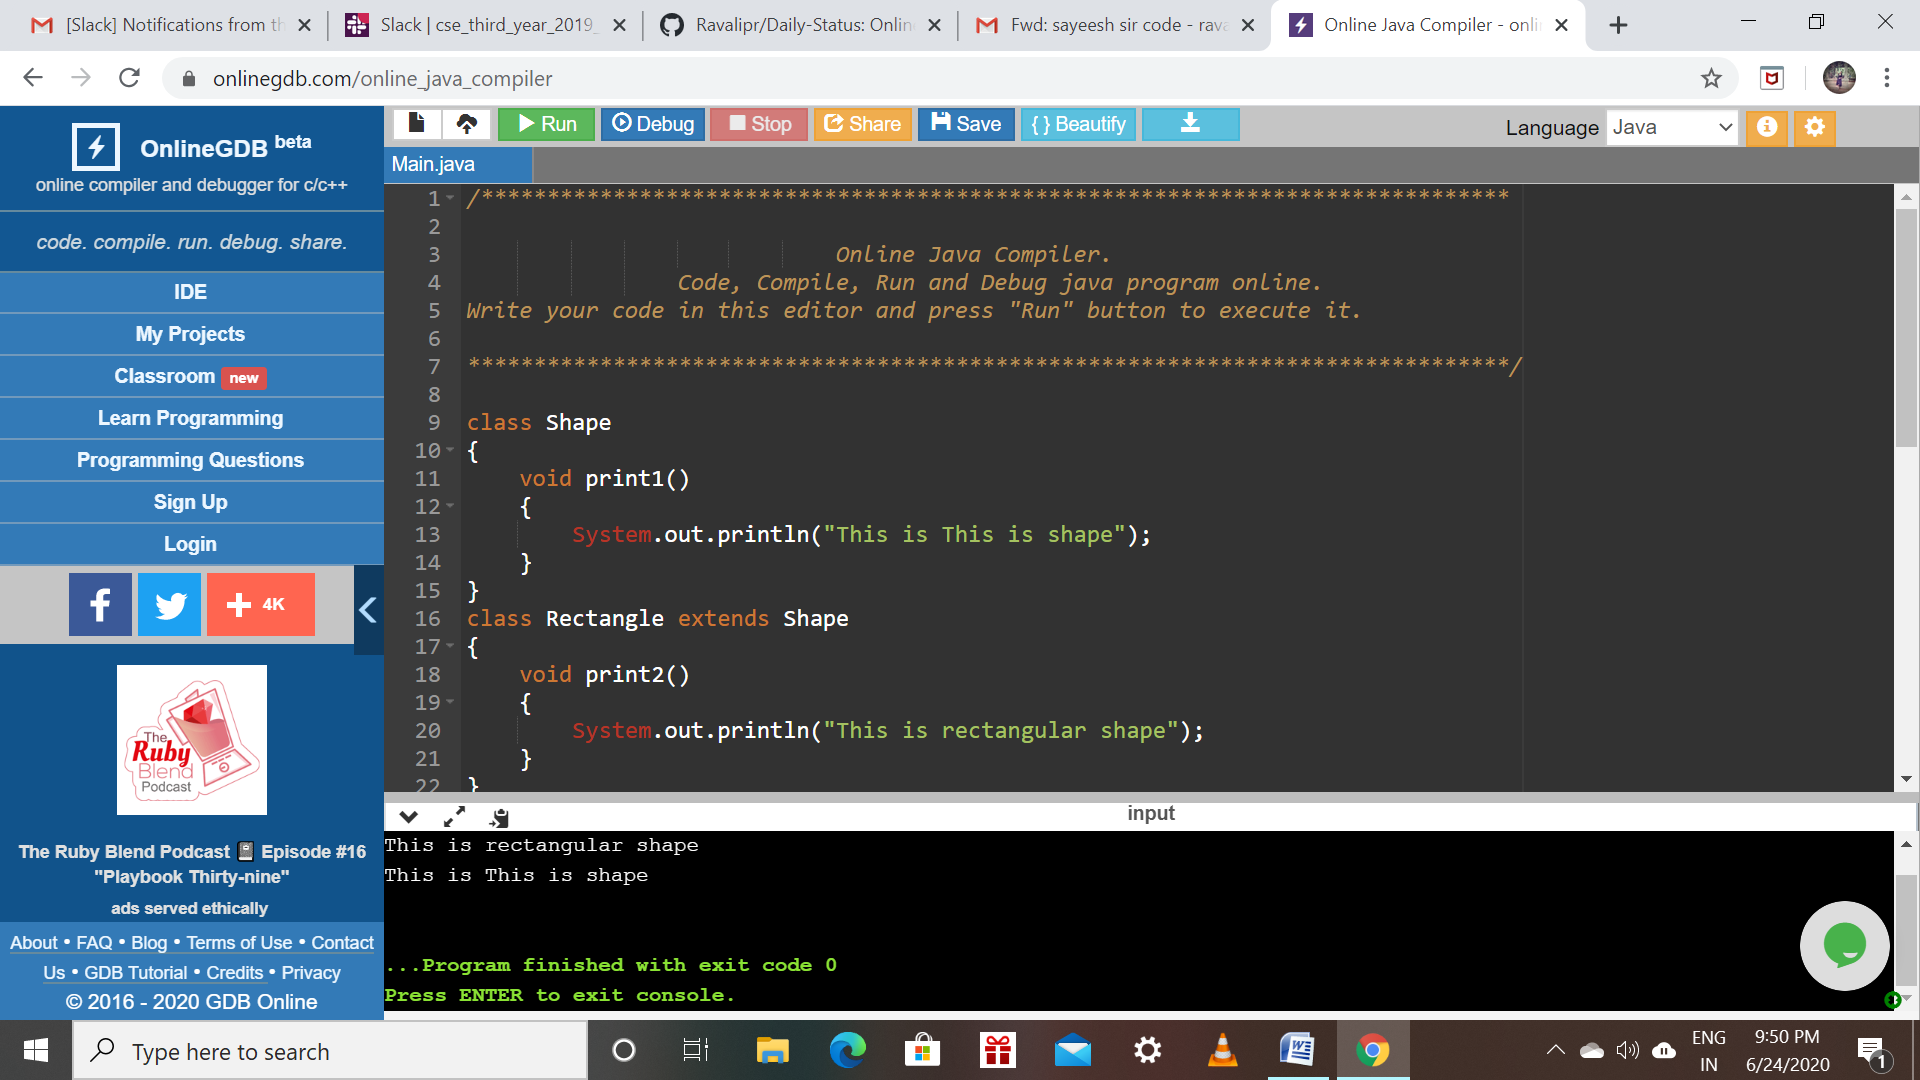 [Slack] Notifications from th
Slack | cse_third_year_2019_
Ravalipr/Daily-Status: Onlin
Fwd: sayeesh sir code - rava
Online Java Compiler - onli
onlinegdb.com/online_java_compiler
OnlineGDB beta
online compiler and debugger for c/c++
code. compile. run. debug. share.
IDE
My Projects
Classroom new
Learn Programming
Programming Questions
Sign Up
Login
4K
The
Ruby
Blend
Podcast
The Ruby Blend Podcast Episode #16
"Playbook Thirty-nine"
ads served ethically
About • FAQ • Blog • Terms of Use • Contact
Us • GDB Tutorial • Credits • Privacy
© 2016 - 2020 GDB Online
Run Debug Stop Share Save { } Beautify
Language Java
Main.java
1 /*******************************************************************************
2
3 Online Java Compiler.
4 Code, Compile, Run and Debug java program online.
5 Write your code in this editor and press "Run" button to execute it.
6
7 *******************************************************************************/
8
9 class Shape
10 {
11 void print1()
12 {
13 System.out.println("This is This is shape");
14 }
15 }
16 class Rectangle extends Shape
17 {
18 void print2()
19 {
20 System.out.println("This is rectangular shape");
21 }
22 }
input
This is rectangular shape
This is This is shape
...Program finished with exit code 0
Press ENTER to exit console.
Type here to search
ENG
IN
9:50 PM
6/24/2020
1